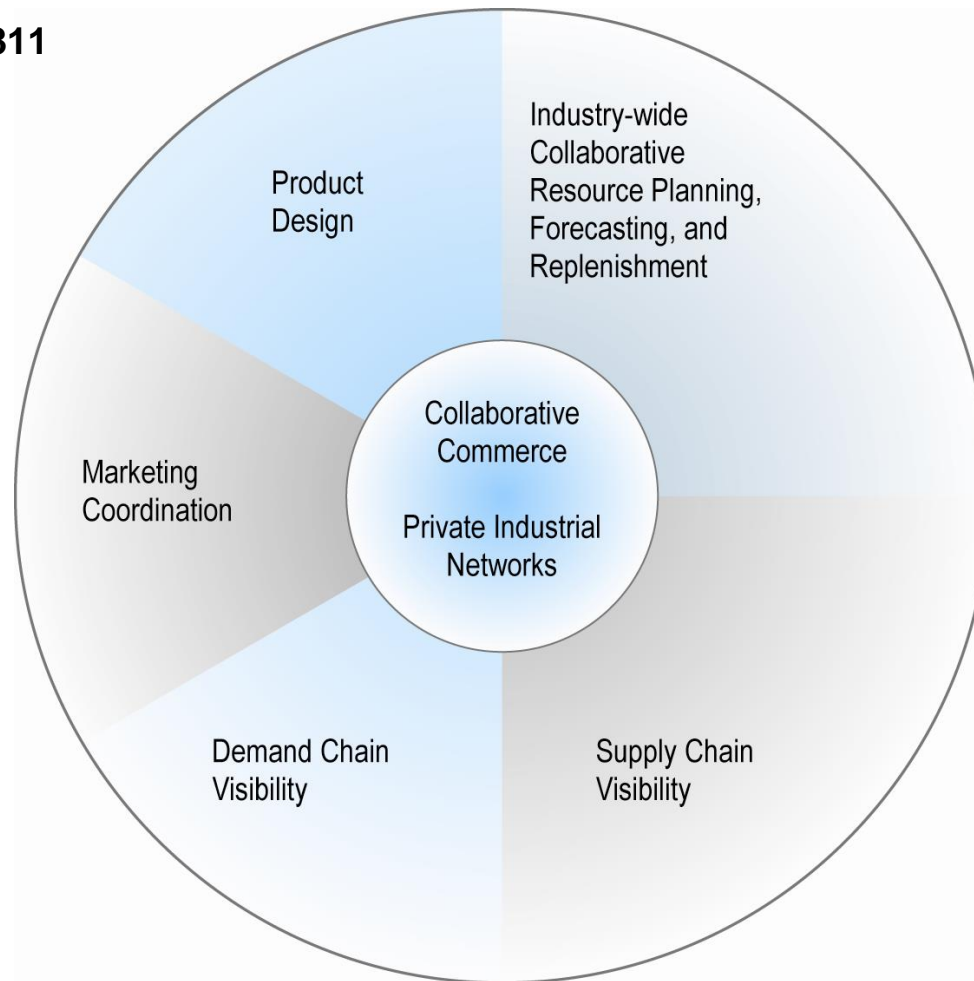 311
Product
Design
Industry-wide
Collaborative
Resource Planning,
Forecasting, and
Replenishment
Collaborative
Commerce
Private Industrial
Networks
Marketing
Coordination
Demand Chain
Visibility
Supply Chain
Visibility